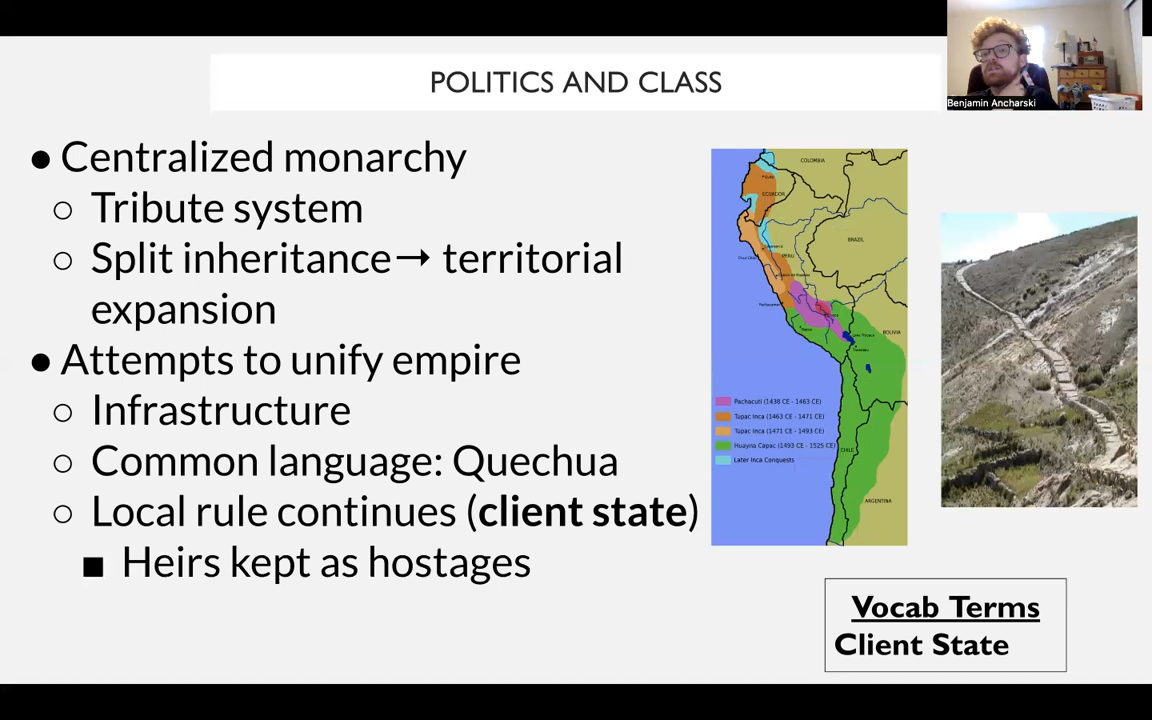 POLITICS AND CLASS
Benjamin Ancharski
● Centralized monarchy
○ Tribute system
○ Split inheritance→ territorial
expansion
● Attempts to unify empire
○ Infrastructure
○ Common language: Quechua
○ Local rule continues (client state)
■ Heirs kept as hostages
COLOMBIA
ECUADOR
PERU
BRAZIL
BOLIVIA
Pachacuti (1438 CE - 1463 CE)
Tupac Inca (1463 CE - 1471 CE)
Tupac Inca (1471 CE - 1493 CE)
Huayna Capac (1493 CE - 1525 CE)
Later Inca Conquests
CHILE
ARGENTINA
Vocab Terms
Client State